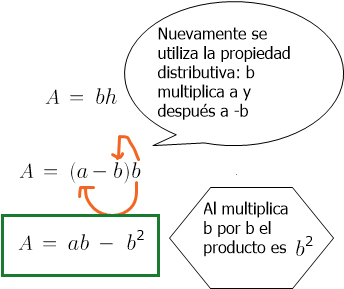 Nuevamente se
utiliza la propiedad
distributiva: b
multiplica a y
después a -b
A = bh
A = (a − b)b
A = ab − b²
Al multiplica
b por b el
producto es b²